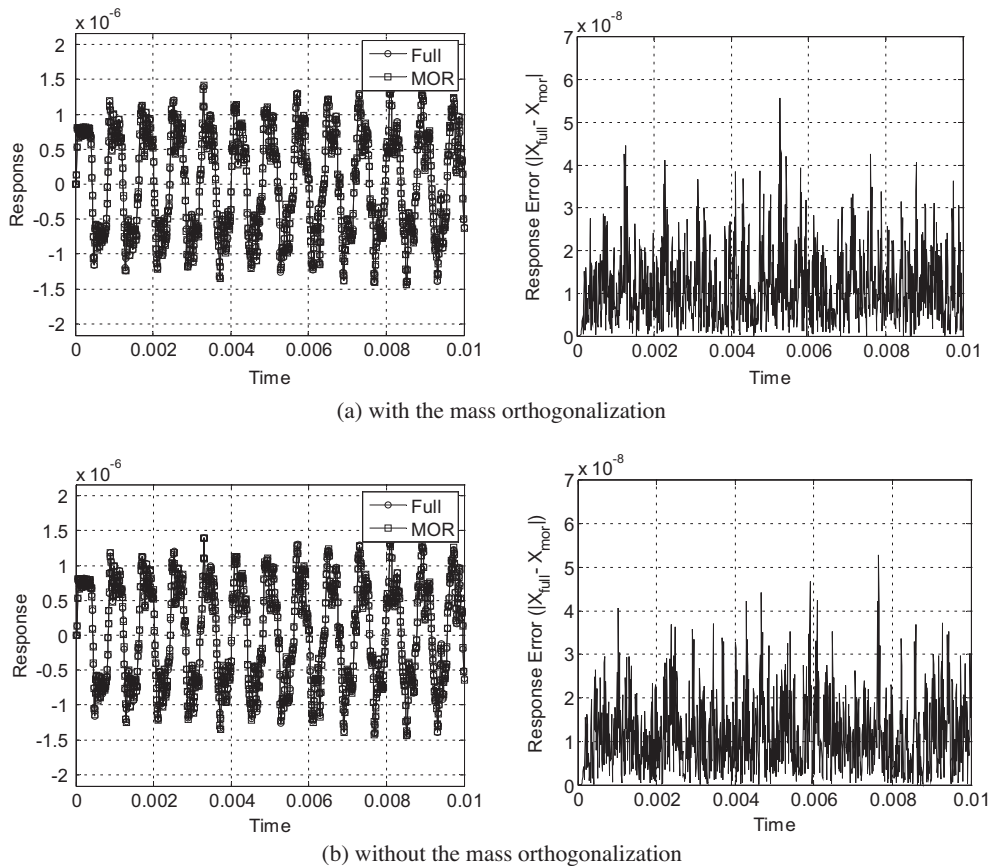 x 10^-6
2
1.5
1
0.5
0
-0.5
-1
-1.5
-2
Response
Full
MOR
0 0.002 0.004 0.006 0.008 0.01
Time
x 10^-8
7
6
5
4
3
2
1
0
Response Error (|X_full- X_mor|
0 0.002 0.004 0.006 0.008 0.01
Time
(a) with the mass orthogonalization
x 10^-6
2
1.5
1
0.5
0
-0.5
-1
-1.5
-2
Response
Full
MOR
0 0.002 0.004 0.006 0.008 0.01
Time
x 10^-8
7
6
5
4
3
2
1
0
Response Error (|X_full- X_mor|)
0 0.002 0.004 0.006 0.008 0.01
Time
(b) without the mass orthogonalization